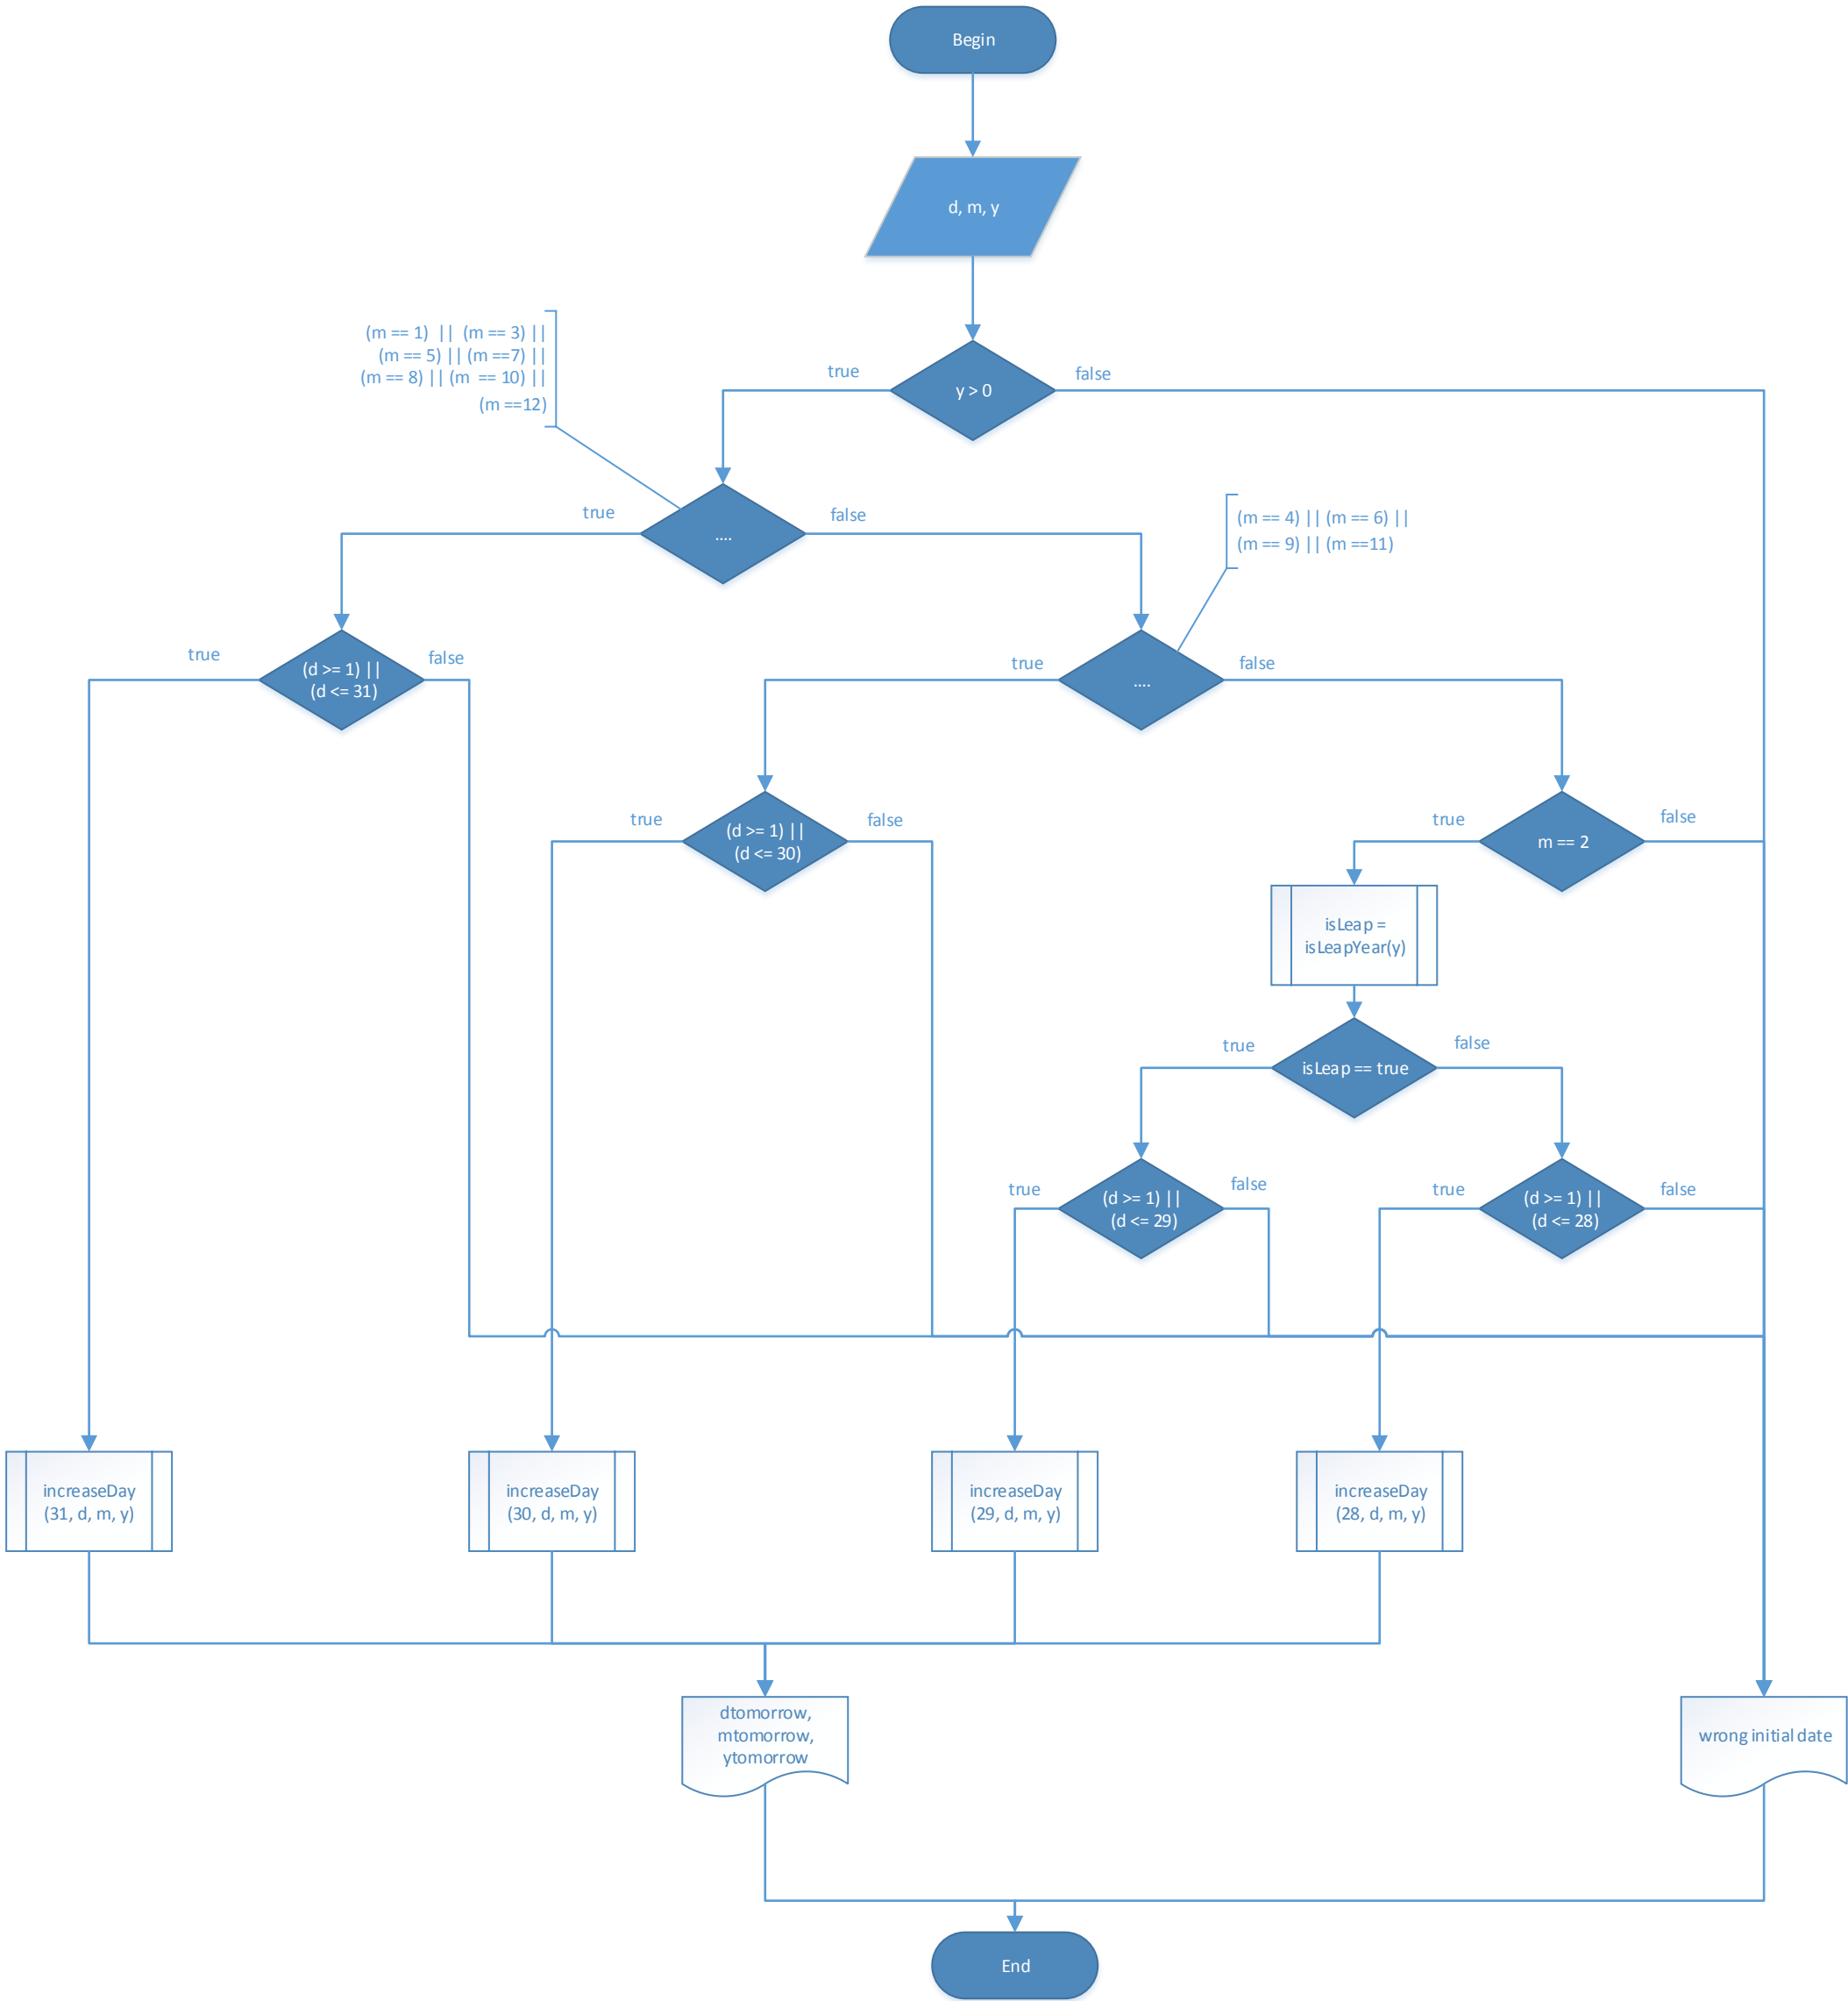 Begin
d, m, y
(m == 1) || (m == 3) ||
(m == 5) || (m ==7) ||
(m == 8) || (m == 10) ||
(m ==12)
true
y > 0
false
true
....
false
(m == 4) || (m == 6) ||
(m == 9) || (m ==11)
true
(d >= 1) ||
(d <= 31)
false
true
....
false
true
(d >= 1) ||
(d <= 30)
false
true
m == 2
false
isLeap =
isLeapYear(y)
true
isLeap == true
false
true
(d >= 1) ||
(d <= 29)
false
true
(d >= 1) ||
(d <= 28)
false
increaseDay
(31, d, m, y)
increaseDay
(30, d, m, y)
increaseDay
(29, d, m, y)
increaseDay
(28, d, m, y)
dtomorrow,
mtomorrow,
ytomorrow
wrong initial date
End